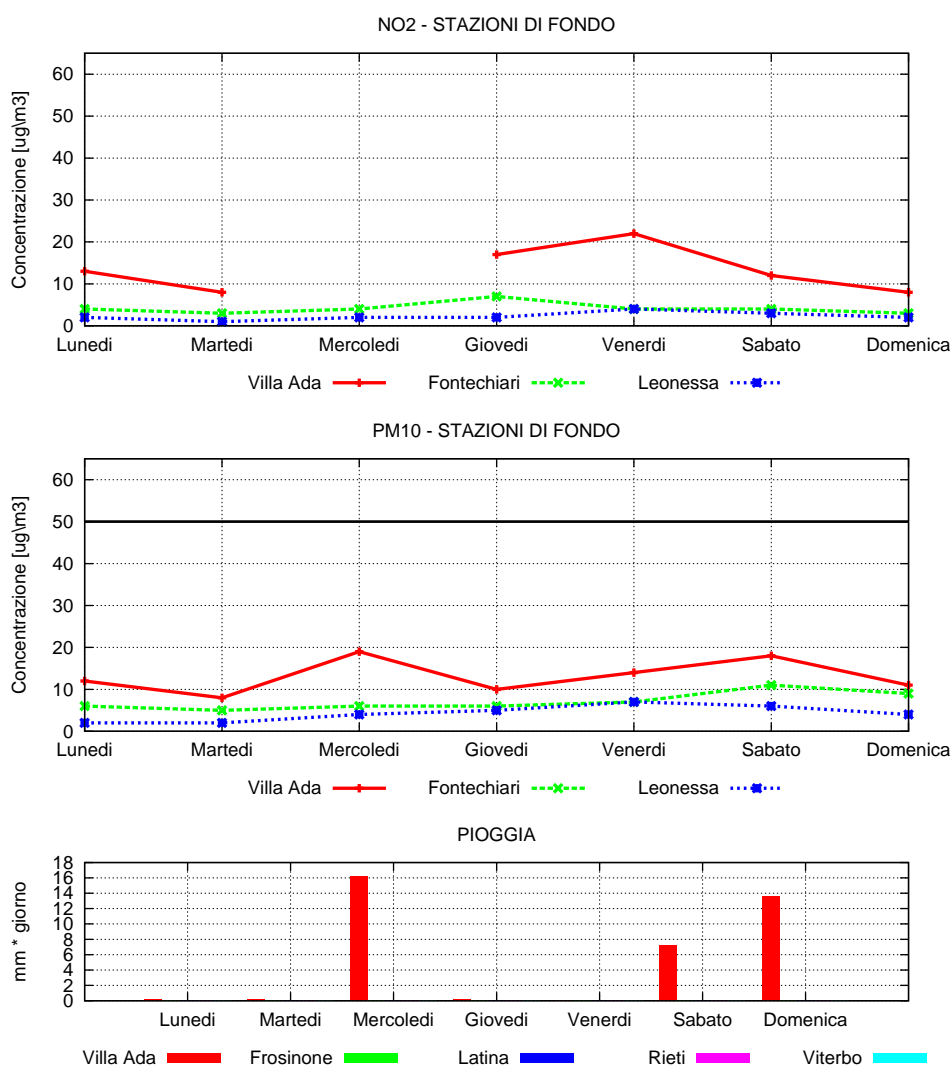 NO2 - STAZIONI DI FONDO
Concentrazione [ug\m3]
60
50
40
30
20
10
0
Lunedi Martedi Mercoledi Giovedi Venerdi Sabato Domenica
Villa Ada Fontechiari Leonessa
PM10 - STAZIONI DI FONDO
Concentrazione [ug\m3]
60
50
40
30
20
10
0
Lunedi Martedi Mercoledi Giovedi Venerdi Sabato Domenica
Villa Ada Fontechiari Leonessa
PIOGGIA
mm * giorno
18
16
14
12
10
8
6
4
2
0
Lunedi Martedi Mercoledi Giovedi Venerdi Sabato Domenica
Villa Ada Frosinone Latina Rieti Viterbo